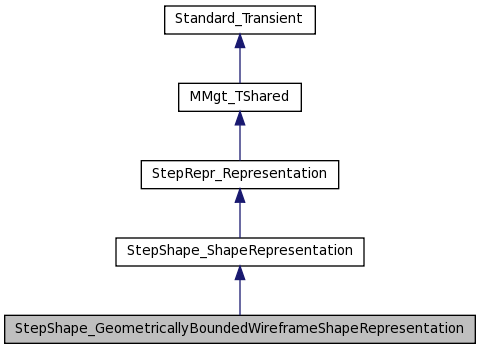 Standard_Transient
MMgt_TShared
StepRepr_Representation
StepShape_ShapeRepresentation
StepShape_GeometricallyBoundedWireframeShapeRepresentation